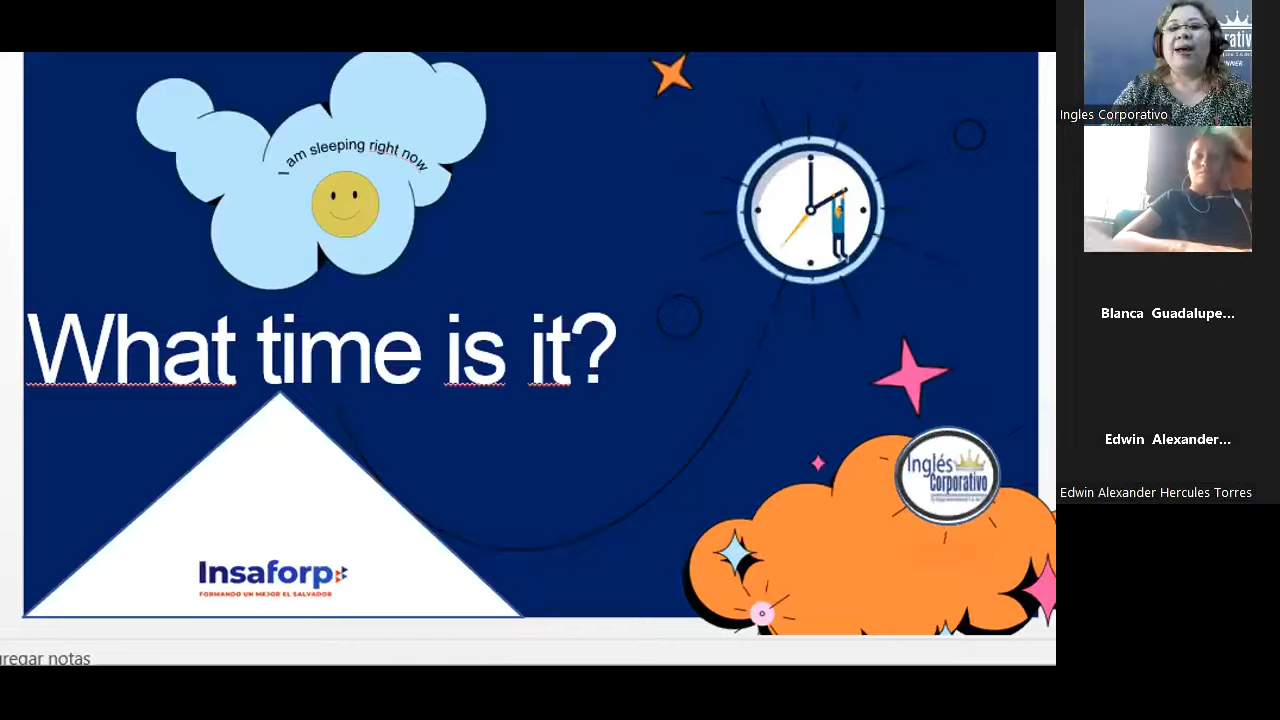 I am sleeping right now
What time is it?
Insaforp
FORMANDO UN MEJOR EL SALVADOR
Inglés
Corporativo
gregar notas
Ingles Corporativo
Blanca Guadalupe...
Edwin Alexander...
Edwin Alexander Hercules Torres